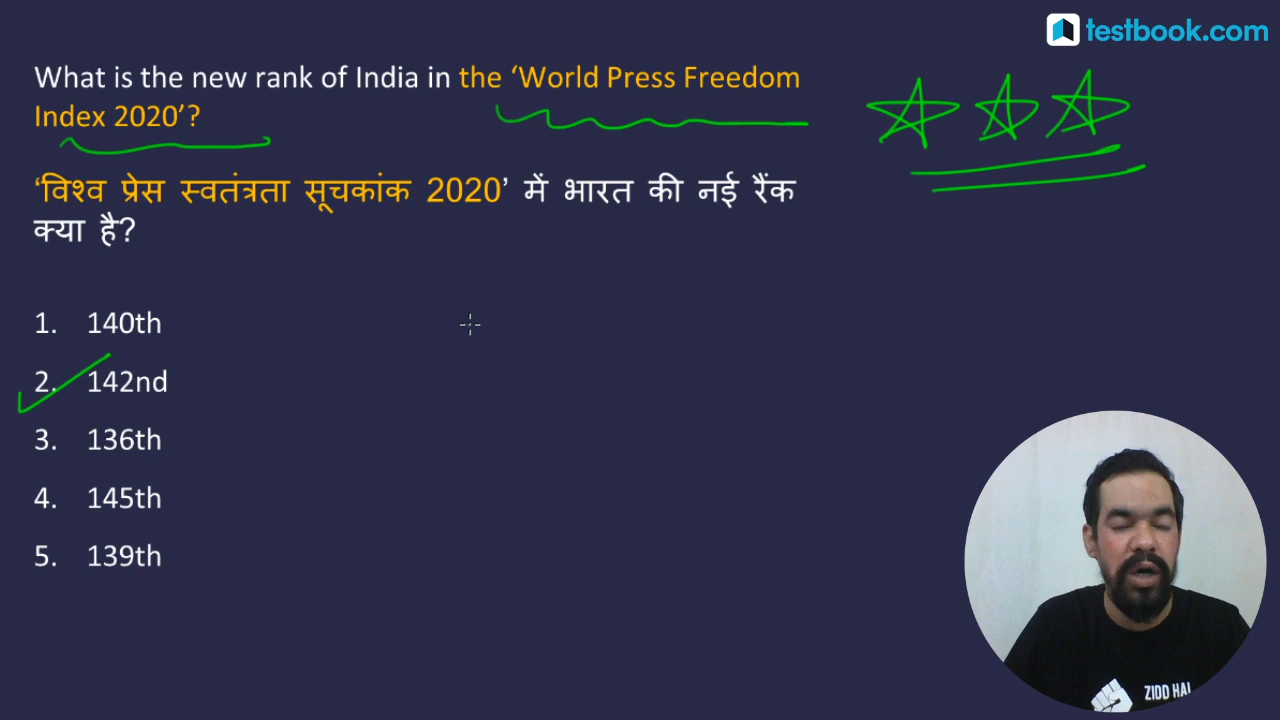 testbook.com
What is the new rank of India in the ‘World Press Freedom
Index 2020’?
‘विश्व प्रेस स्वतंत्रता सूचकांक 2020’ में भारत की नई रैंक
क्या है?
1. 140th
2. 142nd
3. 136th
4. 145th
5. 139th
ZIDD HAI